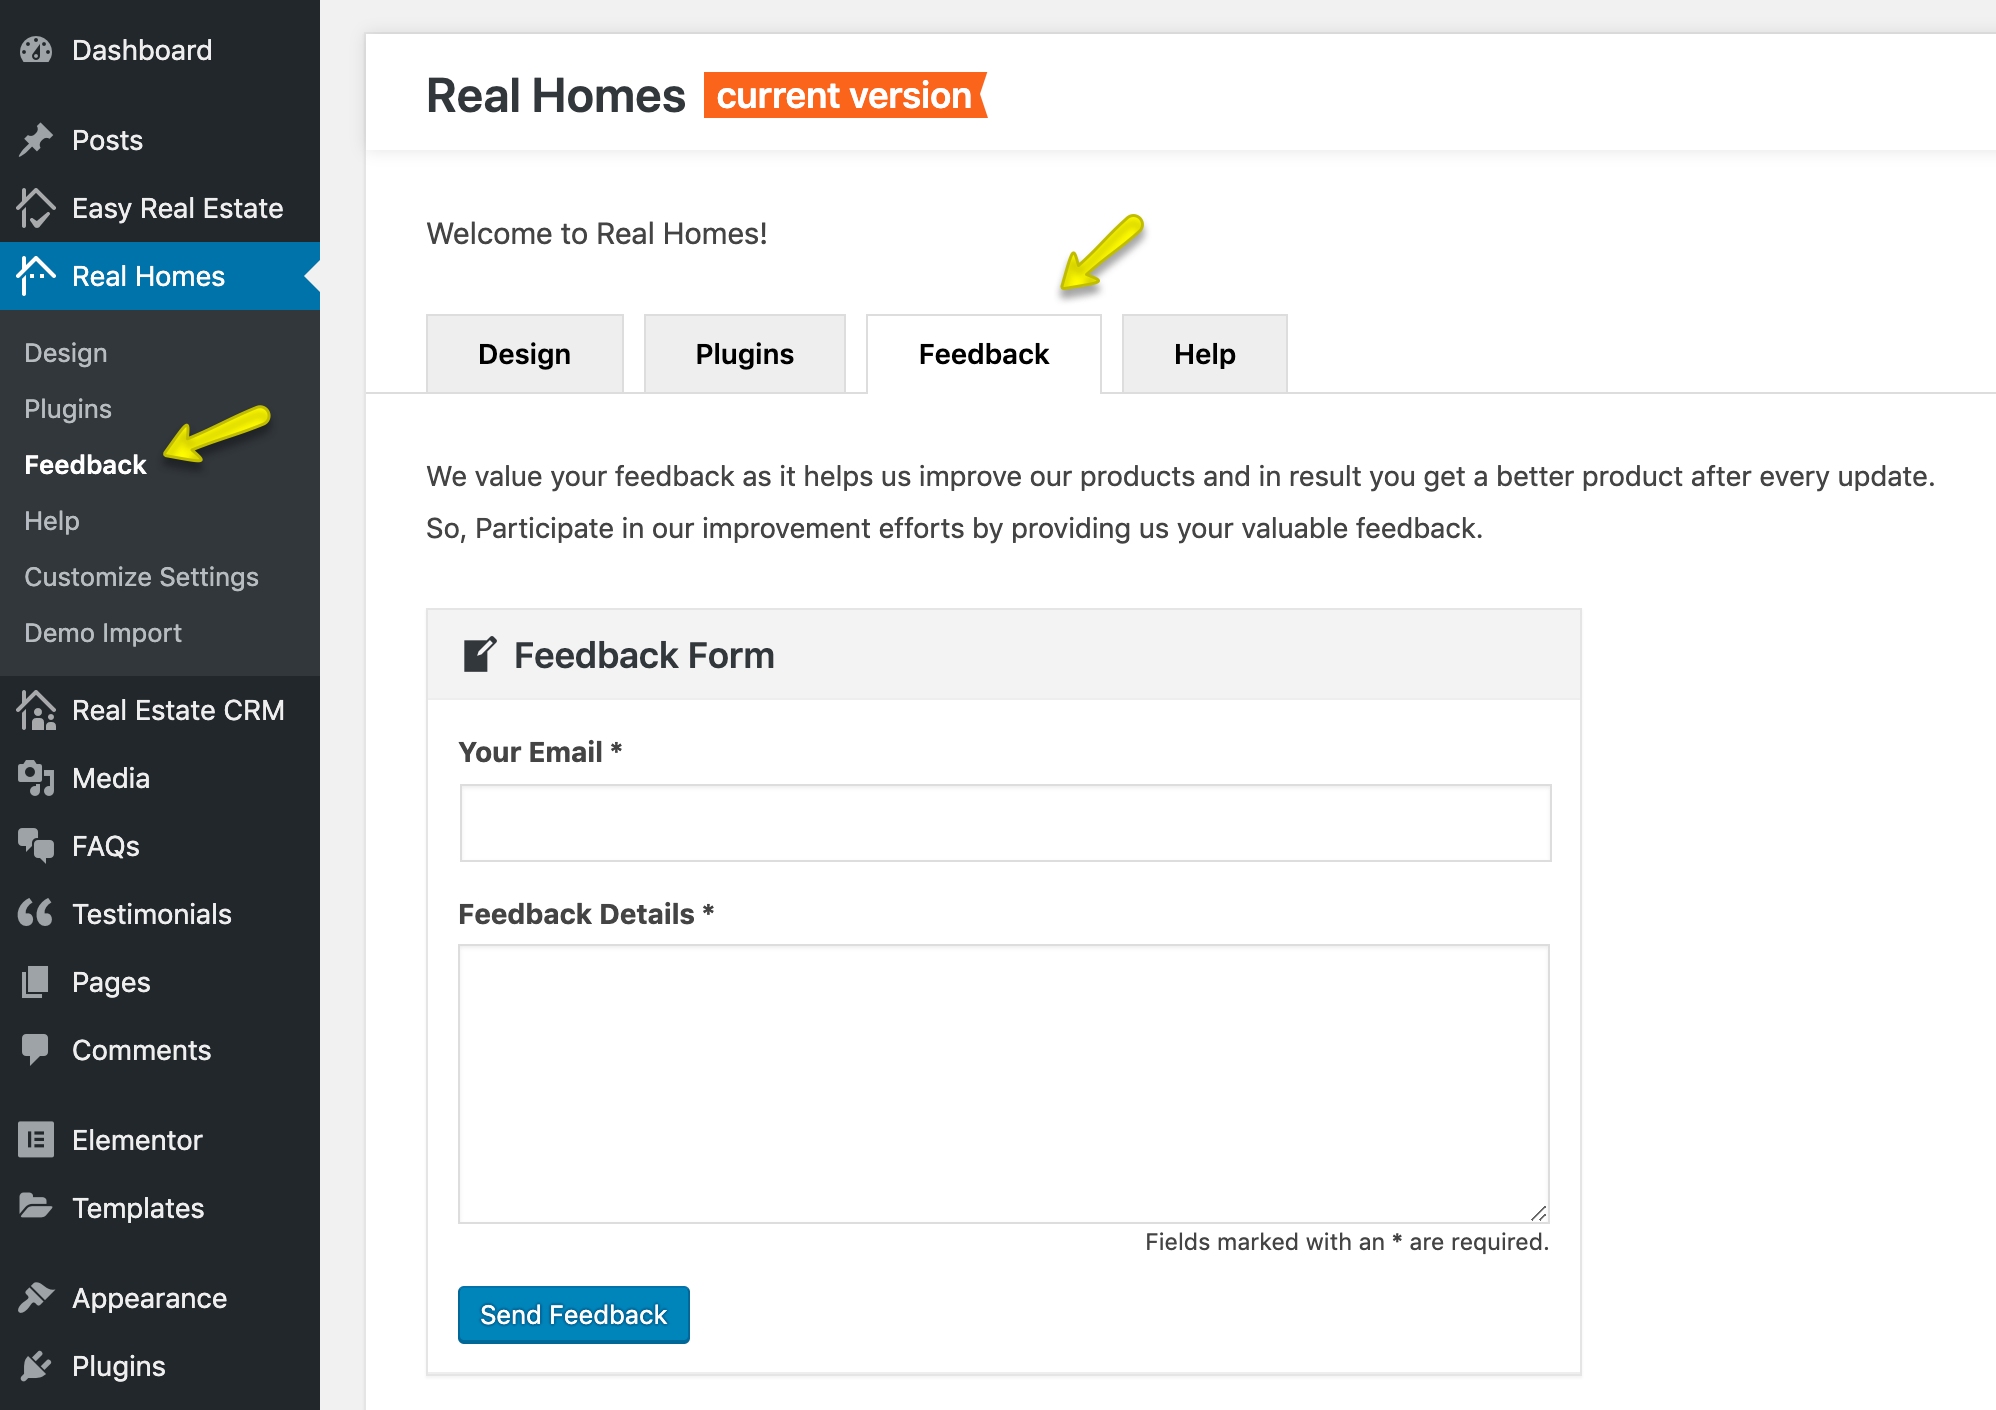 Dashboard
Posts
Easy Real Estate
Real Homes
Design
Plugins
Feedback
Help
Customize Settings
Demo Import
Real Estate CRM
Media
FAQs
Testimonials
Pages
Comments
Elementor
Templates
Appearance
Plugins
Real Homes current version
Welcome to Real Homes!
Design Plugins Feedback Help
We value your feedback as it helps us improve our products and in result you get a better product after every update.
So, Participate in our improvement efforts by providing us your valuable feedback.
Feedback Form
Your Email *
Feedback Details *
Fields marked with an * are required.
Send Feedback